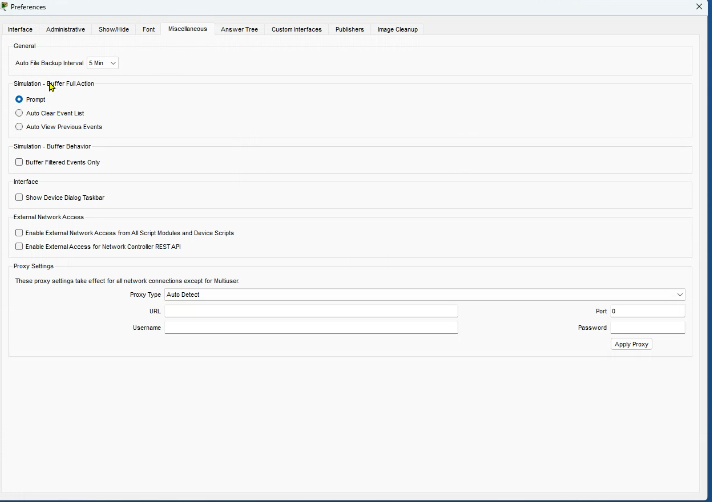 Preferences
Interface Administrative Show/Hide Font Miscellaneous Answer Tree Custom Interfaces Publishers Image Cleanup
General
Auto File Backup Interval 5 Min
Simulation - Buffer Full Action
Prompt
Auto Clear Event List
Auto View Previous Events
Simulation - Buffer Behavior
Buffer Filtered Events Only
Interface
Show Device Dialog Taskbar
External Network Access
Enable External Network Access from All Script Modules and Device Scripts
Enable External Access for Network Controller REST API
Proxy Settings
These proxy settings take effect for all network connections except for Multiuser.
Proxy Type Auto Detect
URL Port 0
Username Password
Apply Proxy